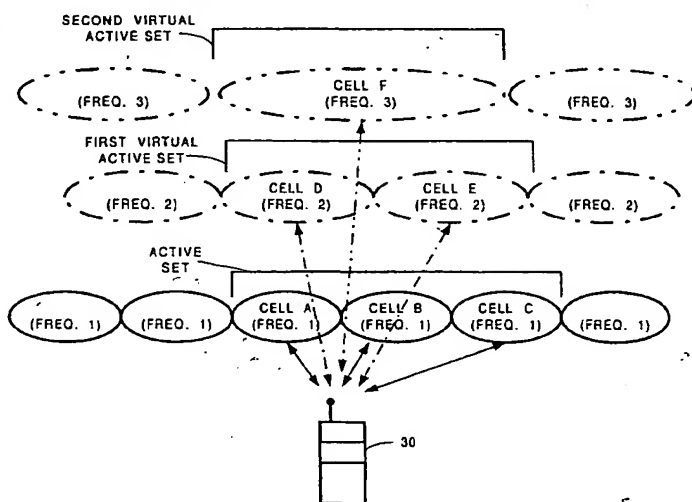 SECOND VIRTUAL
ACTIVE SET
CELL F
(FREQ. 3)
(FREQ. 3)
(FREQ. 3)
FIRST VIRTUAL
ACTIVE SET
CELL D
CELL E
(FREQ. 2)
(FREQ. 2)
(FREQ. 2)
(FREQ. 2)
ACTIVE
SET
CELL A
CELL B
CELL C
(FREQ. 1)
(FREQ. 1)
(FREQ. 1)
(FREQ. 1)
(FREQ. 1)
(FREQ. 1)
30